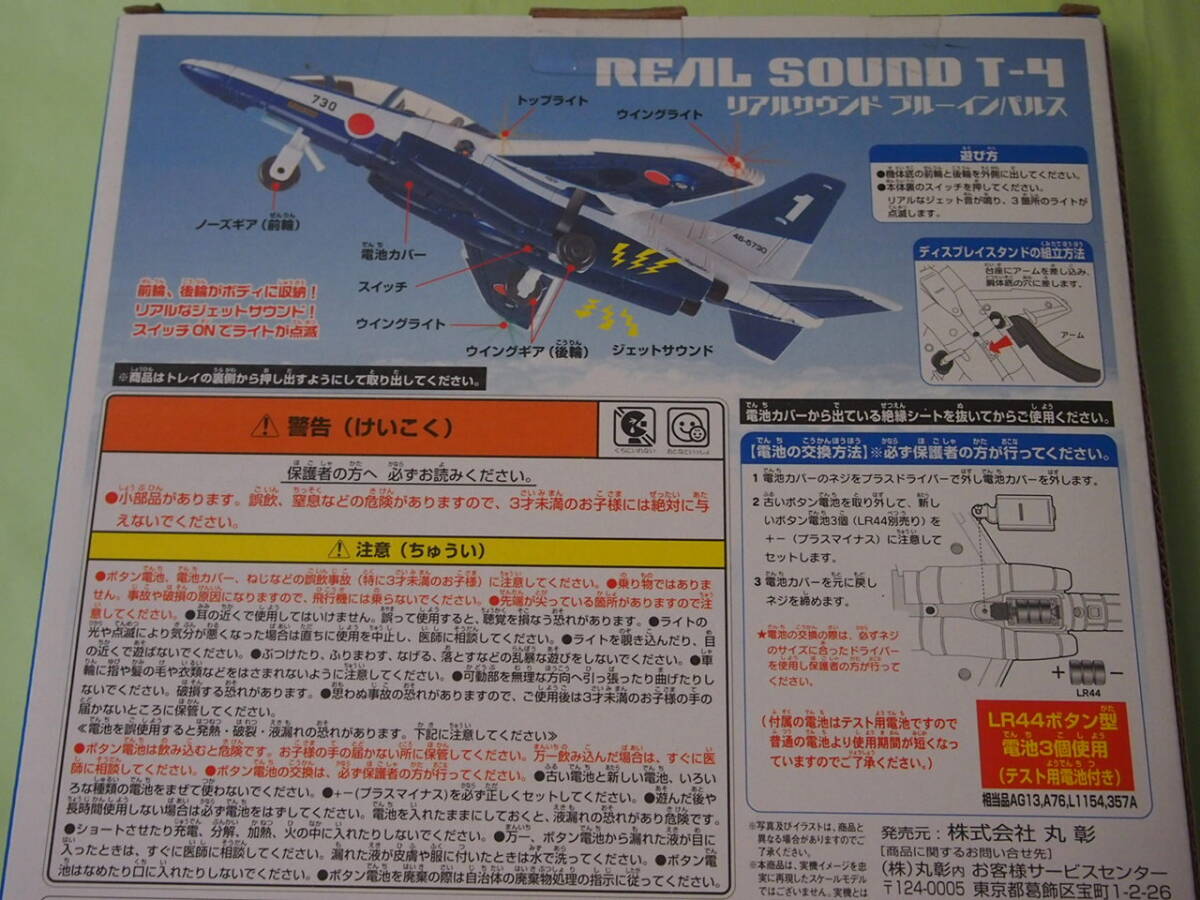 REAL SOUND T-4
リアルサウンド ブルーインパルス
730
トップライト
ウイングライト
1
46-5730
ノーズギア(前輪)
電池カバー
スイッチ
ウイングライト
ウイングギア(後輪)
ジェットサウンド
前輪、後輪がボディに収納!
リアルなジェットサウンド!
スイッチONでライトが点滅
遊び方
●機体底の前輪と後輪を外側に出してください。
●本体裏のスイッチを押してください。
リアルなジェット音が鳴り、3箇所のライトが
点滅します。
ディスプレイスタンドの組立方法
台座にアームを差し込み、
胴体底の穴に差します。
アーム
※商品はトレイの裏側から押し出すようにして取り出してください。
警告(けいこく)
くちにいれない
おとなといっしょ
保護者の方へ 必ずお読みください。
●小部品があります。誤飲、窒息などの危険がありますので、3才未満のお子様には絶対に与
えないでください。
注意(ちゅうい)
●ボタン電池、電池カバー、ねじなどの誤飲事故(特に3才未満のお子様)に注意してください。●乗り物ではありま
せん。事故や破損の原因になりますので、飛行機には乗らないでください。●先端が尖っている箇所がありますので注
意してください。●耳の近くで使用してはいけません。誤って使用すると、聴覚を損なう恐れがあります。●ライトの
光や点滅により気分が悪くなった場合は直ちに使用を中止し、医師に相談してください。●ライトを覗き込んだり、目
の近くで遊ばないでください。●ぶつけたり、ふりまわす、なげる、落とすなどの乱暴な遊びをしないでください。●車
輪に指や髪の毛や衣類などをはさまれないように注意してください。●可動部を無理な方向へ引っ張ったり曲げたりし
ないでください。破損する恐れがあります。●思わぬ事故の恐れがありますので、ご使用後は3才未満のお子様の手の
届かないところに保管してください。
≪電池を誤使用すると発熱・破裂・液漏れの恐れがあります。下記に注意してください≫
●ボタン電池は飲み込むと危険です。お子様の手の届かない所に保管してください。万一飲み込んだ場合は、すぐに医
師に相談してください。●ボタン電池の交換は、必ず保護者の方が行ってください。●古い電池と新しい電池、いろい
ろな種類の電池をまぜて使わないでください。●+−(プラスマイナス)を必ず正しくセットしてください。●遊んだ後や
長時間使用しない場合は必ず電池をはずしてください。電池を入れたままにしておくと、液漏れの恐れがあり危険です。
●ショートさせたり充電、分解、加熱、火の中に入れたりしないでください。●万一、ボタン電池から漏れた液が目に
入ったときは、すぐに医師に相談してください。漏れた液が皮膚や服に付いたときは水で洗ってください。●ボタン電
池はなめたり口に入れたりしないでください。●ボタン電池を廃棄の際は自治体の廃棄物処理の指示に従ってください。
電池カバーから出ている絶縁シートを抜いてからご使用ください。
【電池の交換方法】※必ず保護者の方が行ってください。
1 電池カバーのネジをプラスドライバーで外し電池カバーを外します。
2 古いボタン電池を取り外して、新し
いボタン電池3個(LR44別売り)を
+−(プラスマイナス)に注意して
セットします。
3 電池カバーを元に戻し
ネジを締めます。
★電池の交換の際は、必ずネジ
のサイズに合ったドライバー
を使用し保護者の方が行って
ください。
+ −
LR44
(付属の電池はテスト用電池ですので
普通の電池より使用期間が短くなっ
ていますのでご了承ください。)
LR44ボタン型
電池3個使用
(テスト用電池付き)
相当品AG13,A76,L1154,357A
※写真及びイラストは、商品と
異なる場合がありますのでご
了承ください。
※本商品は、実機イメージを忠
実に再現したスケールモデル
ではございません。実機とは
発売元:株式会社 丸彰
[商品に関するお問い合せ先]
(株)丸彰内 お客様サービスセンター
〒124-0005 東京都葛飾区宝町1-2-26